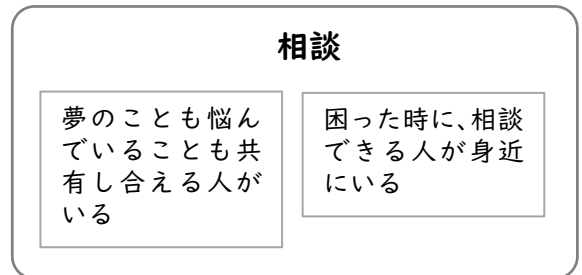 相談
夢のことも悩ん
でいることも共
有し合える人が
いる
困った時に、相談
できる人が身近
にいる